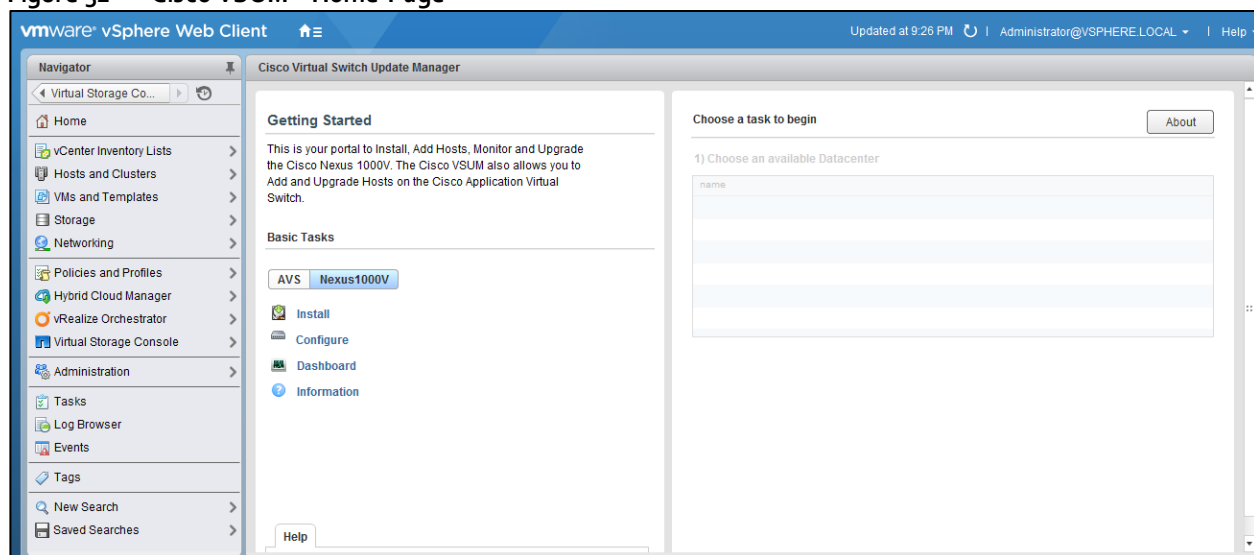 Cisco VSUM - Home Page
vmware® vSphere Web Client
Updated at 9:26 PM | Administrator@VSPHERE.LOCAL | Help
Navigator
Virtual Storage Co...
Home
vCenter Inventory Lists
Hosts and Clusters
VMs and Templates
Storage
Networking
Policies and Profiles
Hybrid Cloud Manager
vRealize Orchestrator
Virtual Storage Console
Administration
Tasks
Log Browser
Events
Tags
New Search
Saved Searches
Cisco Virtual Switch Update Manager
Getting Started
This is your portal to Install, Add Hosts, Monitor and Upgrade
the Cisco Nexus 1000V. The Cisco VSUM also allows you to
Add and Upgrade Hosts on the Cisco Application Virtual
Switch.
Basic Tasks
AVS Nexus1000V
Install
Configure
Dashboard
Information
Help
Choose a task to begin
About
1) Choose an available Datacenter
name